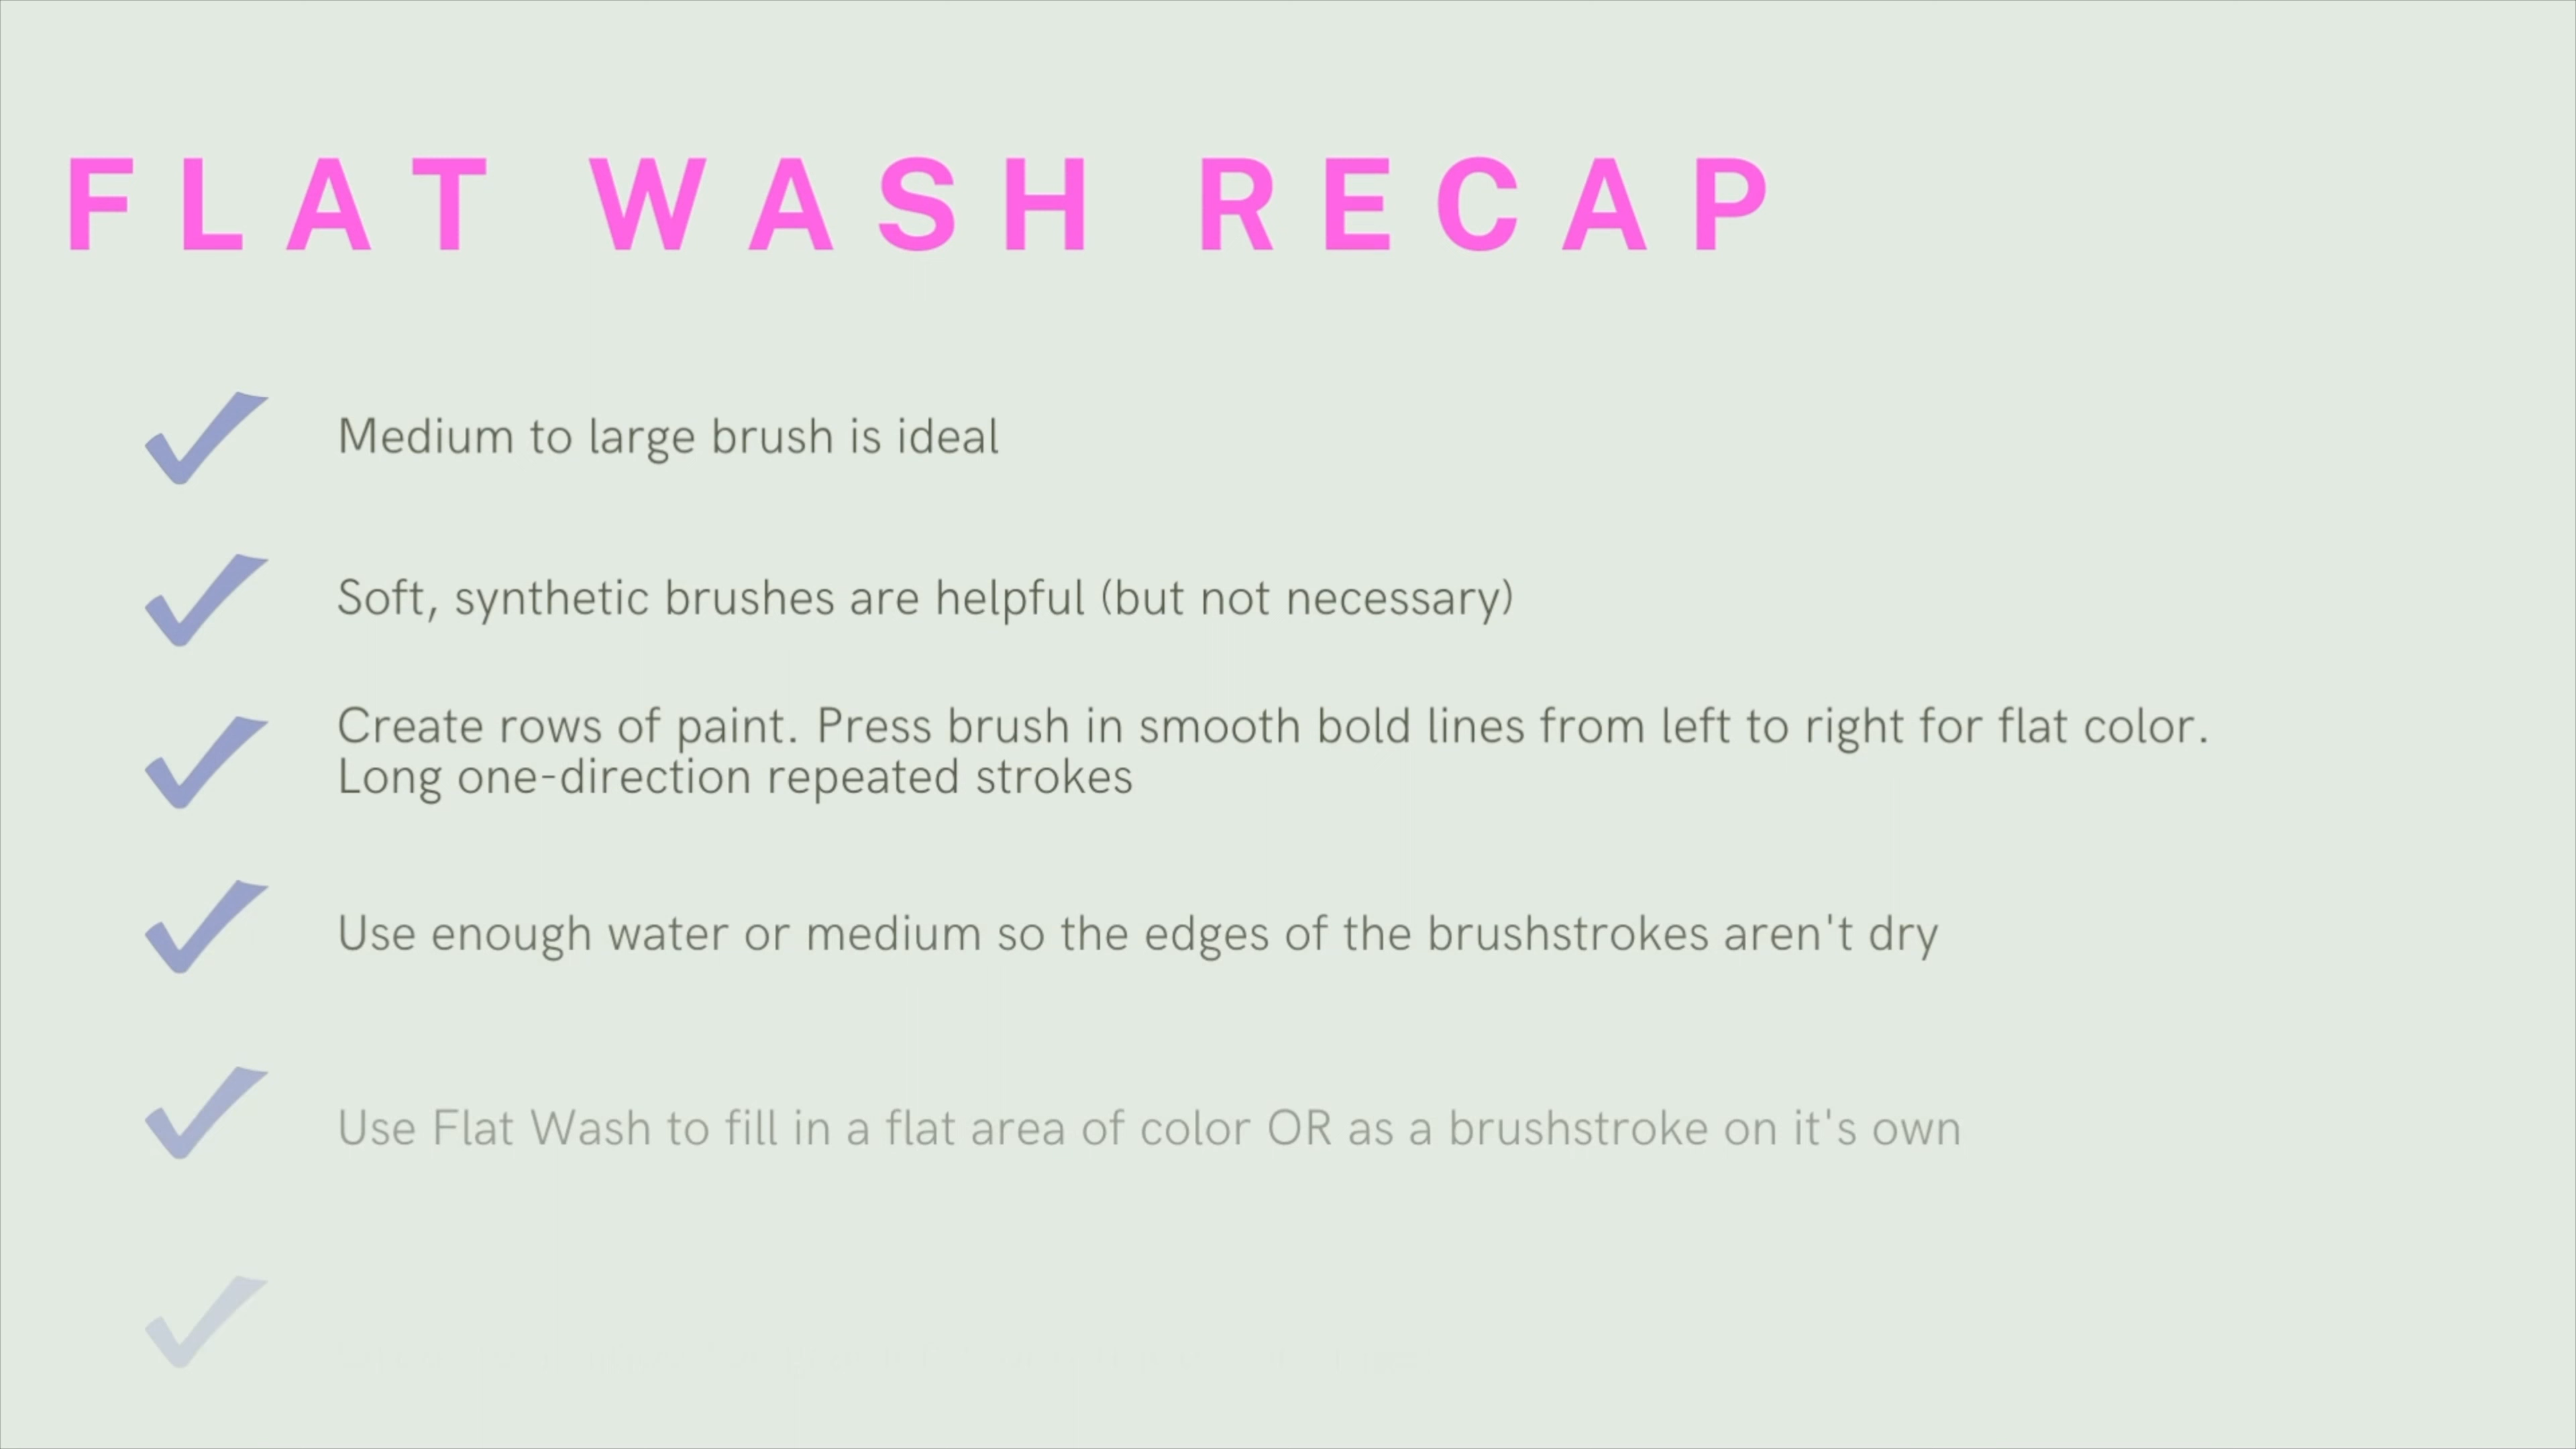 FLAT WASH RECAP
Medium to large brush is ideal
Soft, synthetic brushes are helpful (but not necessary)
Create rows of paint. Press brush in smooth bold lines from left to right for flat color.
Long one-direction repeated strokes
Use enough water or medium so the edges of the brushstrokes aren't dry
Use Flat Wash to fill in a flat area of color OR as a brushstroke on it's own